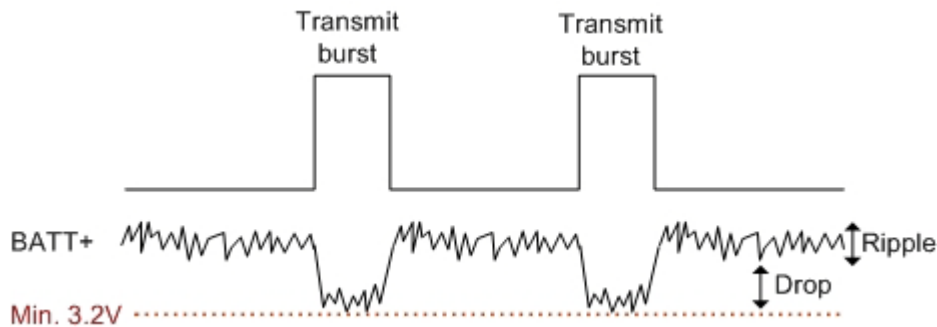 Transmit
burst
Transmit
burst
BATT+
Ripple
Drop
Min. 3.2V